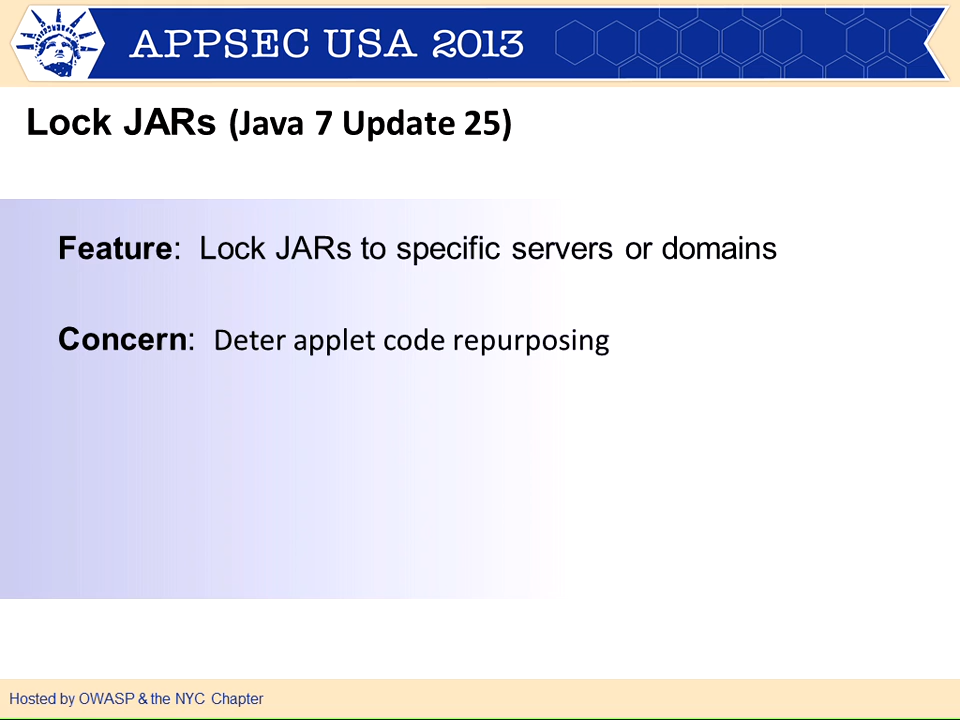 APPSEC USA 2013
Lock JARs (Java 7 Update 25)
Feature: Lock JARs to specific servers or domains
Concern: Deter applet code repurposing
Hosted by OWASP & the NYC Chapter